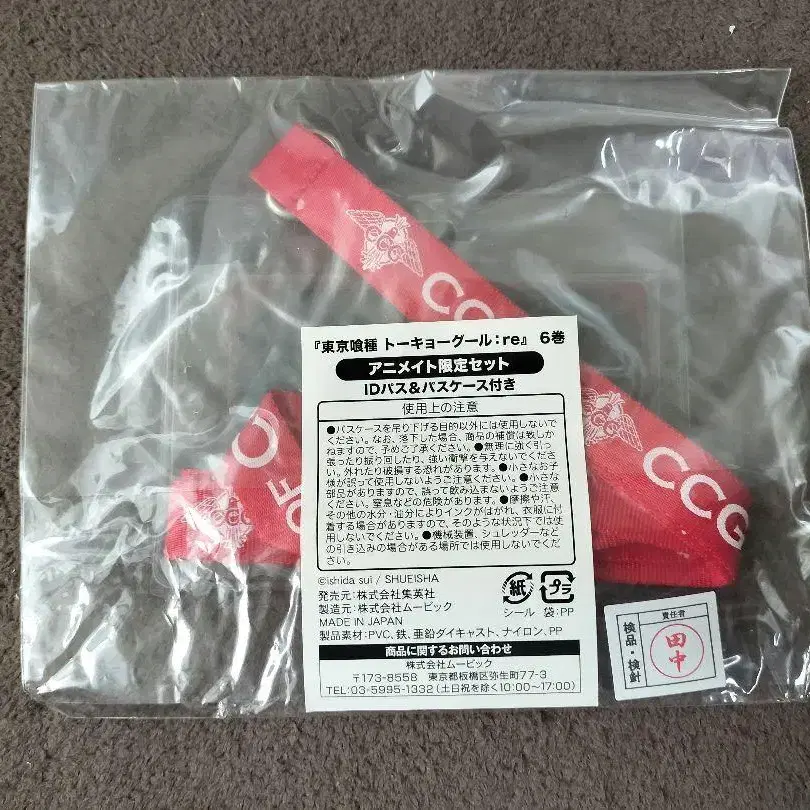 CCG
CCG
OF C
『東京喰種 トーキョーグール:re』 6巻
アニメイト限定セット
IDパス&パスケース付き
使用上の注意
●パスケースを吊り下げる目的以外には使用しないで
ください。なお、落下した場合、商品の補償は致しか
ねますので、予めご了承ください。●無理に強く引っ
張ったり振り回したり、強い衝撃を与えないでくださ
い。外れたり破損する恐れがあります。●小さなお子
様が誤って使用しないようご注意ください。●小さな
部品がありますので、誤って飲み込まないようご注意
ください。窒息などの危険があります。●摩擦や汗、
その他の水分・油分によりインクがはがれ、衣服に付
着する場合がありますので、そのような状況下では使
用しないでください。●機械装置、シュレッダーなど
の引き込みの場合がある場所では使用しないでくだ
さい。
©ishida sui / SHUEISHA
発売元:株式会社集英社
製造元:株式会社ムービック
MADE IN JAPAN
製品素材:PVC、鉄、亜鉛ダイキャスト、ナイロン、PP
紙 プラ
シール 袋:PP
商品に関するお問い合わせ
株式会社ムービック
〒173-8558 東京都板橋区弥生町77-3
TEL:03-5995-1332(土日祝を除く10:00〜17:00)
検品・検針
責任者
田中